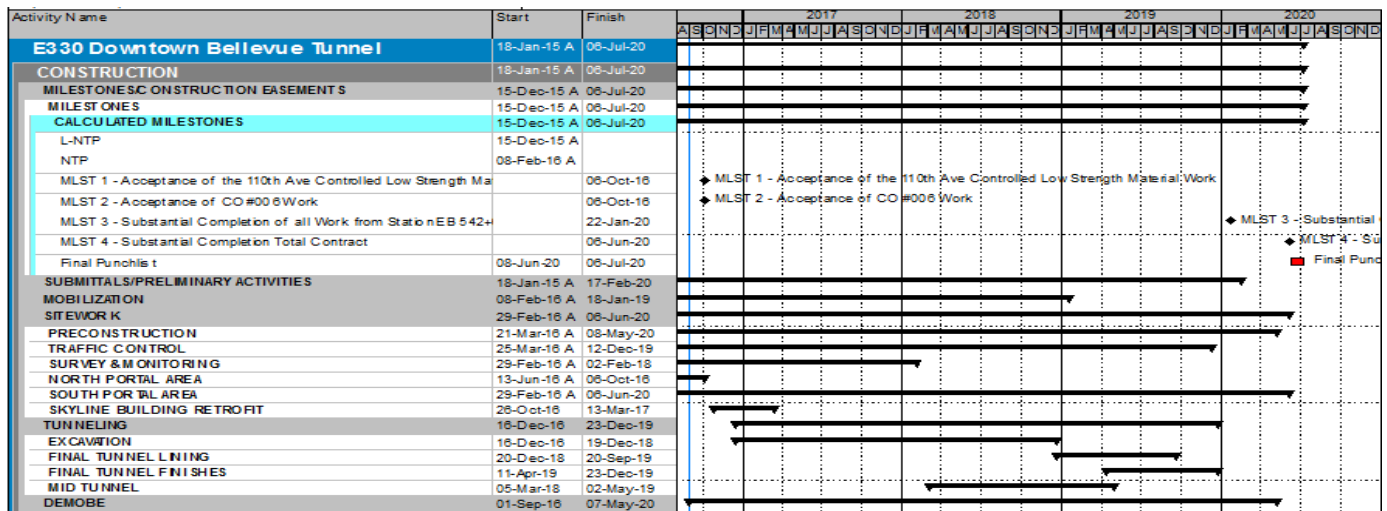 Activity Name Start Finish 2017 2018 2019 2020
A S O N D J F M A M J J A S O N D J F M A M J J A S O N D J F M A M J J A S O N D J F M A M J J A S O N D
E330 Downtown Bellevue Tunnel 18-Jan-15 A 06-Jul-20
CONSTRUCTION 18-Jan-15 A 06-Jul-20
MILESTONES/CONSTRUCTION EASEMENTS 15-Dec-15 A 06-Jul-20
MILESTONES 15-Dec-15 A 06-Jul-20
CALCULATED MILESTONES 15-Dec-15 A 06-Jul-20
L-NTP 15-Dec-15 A
NTP 08-Feb-16 A
MLST 1 - Acceptance of the 110th Ave Controlled Low Strength Ma 06-Oct-16 MLST 1 - Acceptance of the 110th Ave Controlled Low Strength Material Work
MLST 2 - Acceptance of CO #006 Work 06-Oct-16 MLST 2 - Acceptance of CO #006 Work
MLST 3 - Substantial Completion of all Work from Station EB 542+ 22-Jan-20 MLST 3 - Substantial
MLST 4 - Substantial Completion Total Contract 06-Jun-20 MLST 4 - Su
Final Punchlist 08-Jun-20 06-Jul-20 Final Punc
SUBMITTALS/PRELIMINARY ACTIVITIES 18-Jan-15 A 17-Feb-20
MOBILIZATION 08-Feb-16 A 18-Jan-19
SITEWORK 29-Feb-16 A 06-Jun-20
PRECONSTRUCTION 21-Mar-16 A 08-May-20
TRAFFIC CONTROL 25-Mar-16 A 12-Dec-19
SURVEY & MONITORING 29-Feb-16 A 02-Feb-18
NORTH PORTAL AREA 13-Jun-16 A 06-Oct-16
SOUTH PORTAL AREA 29-Feb-16 A 06-Jun-20
SKYLINE BUILDING RETROFIT 26-Oct-16 13-Mar-17
TUNNELING 16-Dec-16 23-Dec-19
EXCAVATION 16-Dec-16 19-Dec-18
FINAL TUNNEL LINING 20-Dec-18 20-Sep-19
FINAL TUNNEL FINISHES 11-Apr-19 23-Dec-19
MID TUNNEL 05-Mar-18 02-May-19
DEMOBE 01-Sep-16 07-May-20